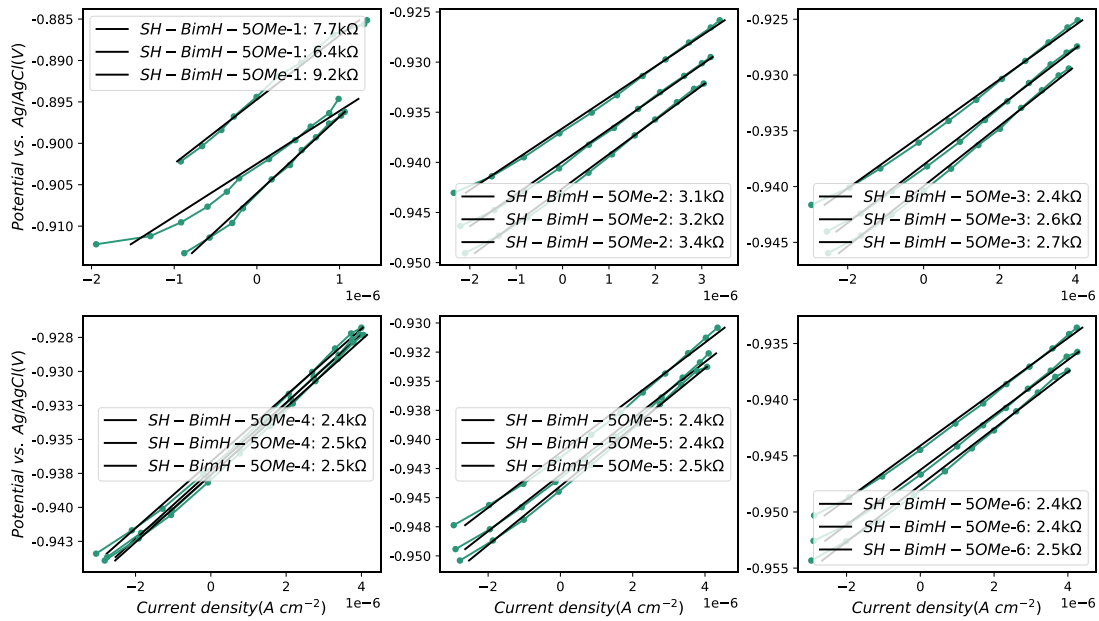 -0.885
-0.890
-0.895
-0.900
-0.905
-0.910
Potential vs. Ag/AgCl(V)
SH − BimH − 5OMe-1: 7.7kΩ
SH − BimH − 5OMe-1: 6.4kΩ
SH − BimH − 5OMe-1: 9.2kΩ
−2 −1 0 1
1e−6
-0.925
-0.930
-0.935
-0.940
-0.945
-0.950
SH − BimH − 5OMe-2: 3.1kΩ
SH − BimH − 5OMe-2: 3.2kΩ
SH − BimH − 5OMe-2: 3.4kΩ
−2 −1 0 1 2 3
1e−6
-0.925
-0.930
-0.935
-0.940
-0.945
SH − BimH − 5OMe-3: 2.4kΩ
SH − BimH − 5OMe-3: 2.6kΩ
SH − BimH − 5OMe-3: 2.7kΩ
−2 0 2 4
1e−6
-0.928
-0.930
-0.933
-0.935
-0.938
-0.940
-0.943
Potential vs. Ag/AgCl(V)
SH − BimH − 5OMe-4: 2.4kΩ
SH − BimH − 5OMe-4: 2.5kΩ
SH − BimH − 5OMe-4: 2.5kΩ
−2 0 2 4
1e−6
Current density(A cm⁻²)
-0.930
-0.933
-0.935
-0.938
-0.940
-0.943
-0.945
-0.948
-0.950
SH − BimH − 5OMe-5: 2.4kΩ
SH − BimH − 5OMe-5: 2.4kΩ
SH − BimH − 5OMe-5: 2.5kΩ
−2 0 2 4
1e−6
Current density(A cm⁻²)
-0.935
-0.940
-0.945
-0.950
-0.955
SH − BimH − 5OMe-6: 2.4kΩ
SH − BimH − 5OMe-6: 2.4kΩ
SH − BimH − 5OMe-6: 2.5kΩ
−2 0 2 4
1e−6
Current density(A cm⁻²)